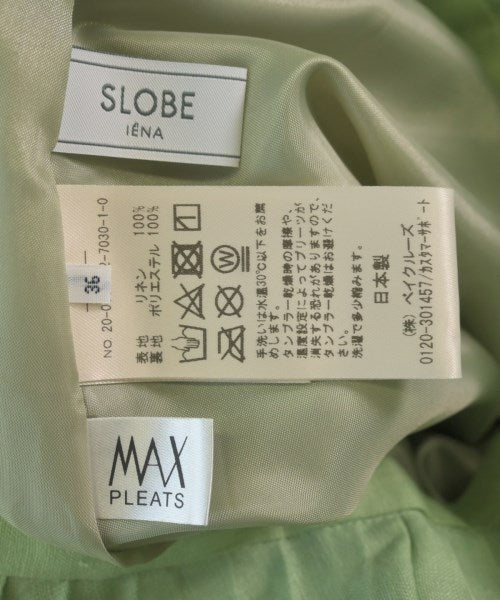 SLOBE
IÉNA
NO 20-0
-7030-1-0
36
表地 リネン 100%
裏地 ポリエステル 100%
手洗いは水温30℃以下をお薦
めします。
タンブラー乾燥時の摩擦や、
温度設定によってプリーツが
消失する恐れがありますので、
タンブラー乾燥はお避けくだ
さい。
洗濯で多少縮みます。
日本製
(株) ベイクルーズ
0120-301457/カスタマーサポート
MAX
PLEATS